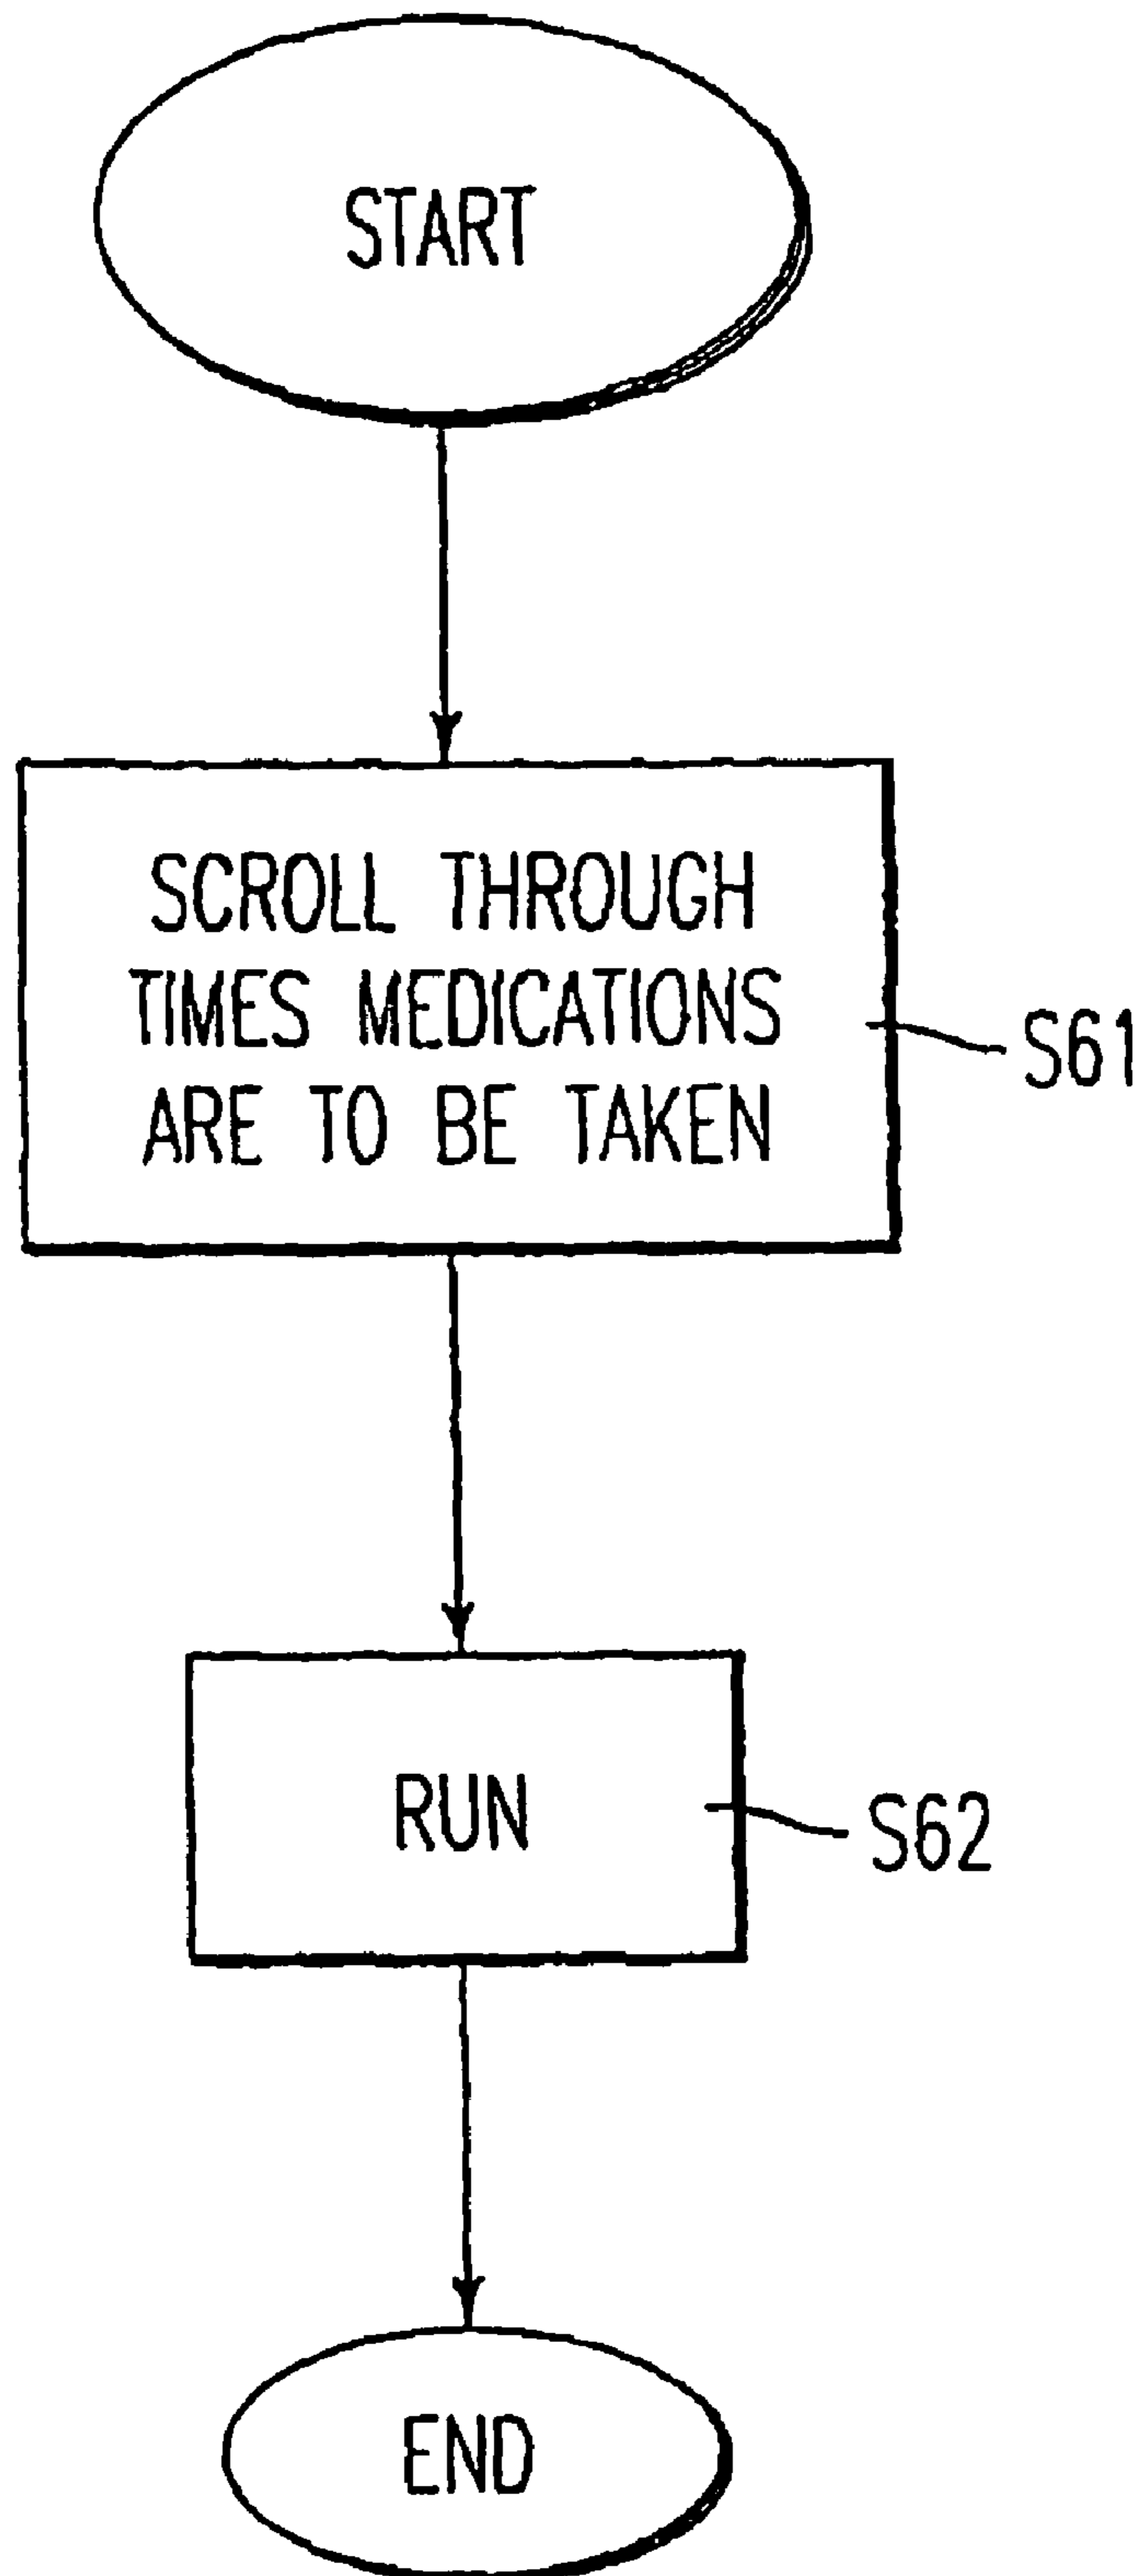 START
SCROLL THROUGH
TIMES MEDICATIONS
ARE TO BE TAKEN
S61
RUN
S62
END